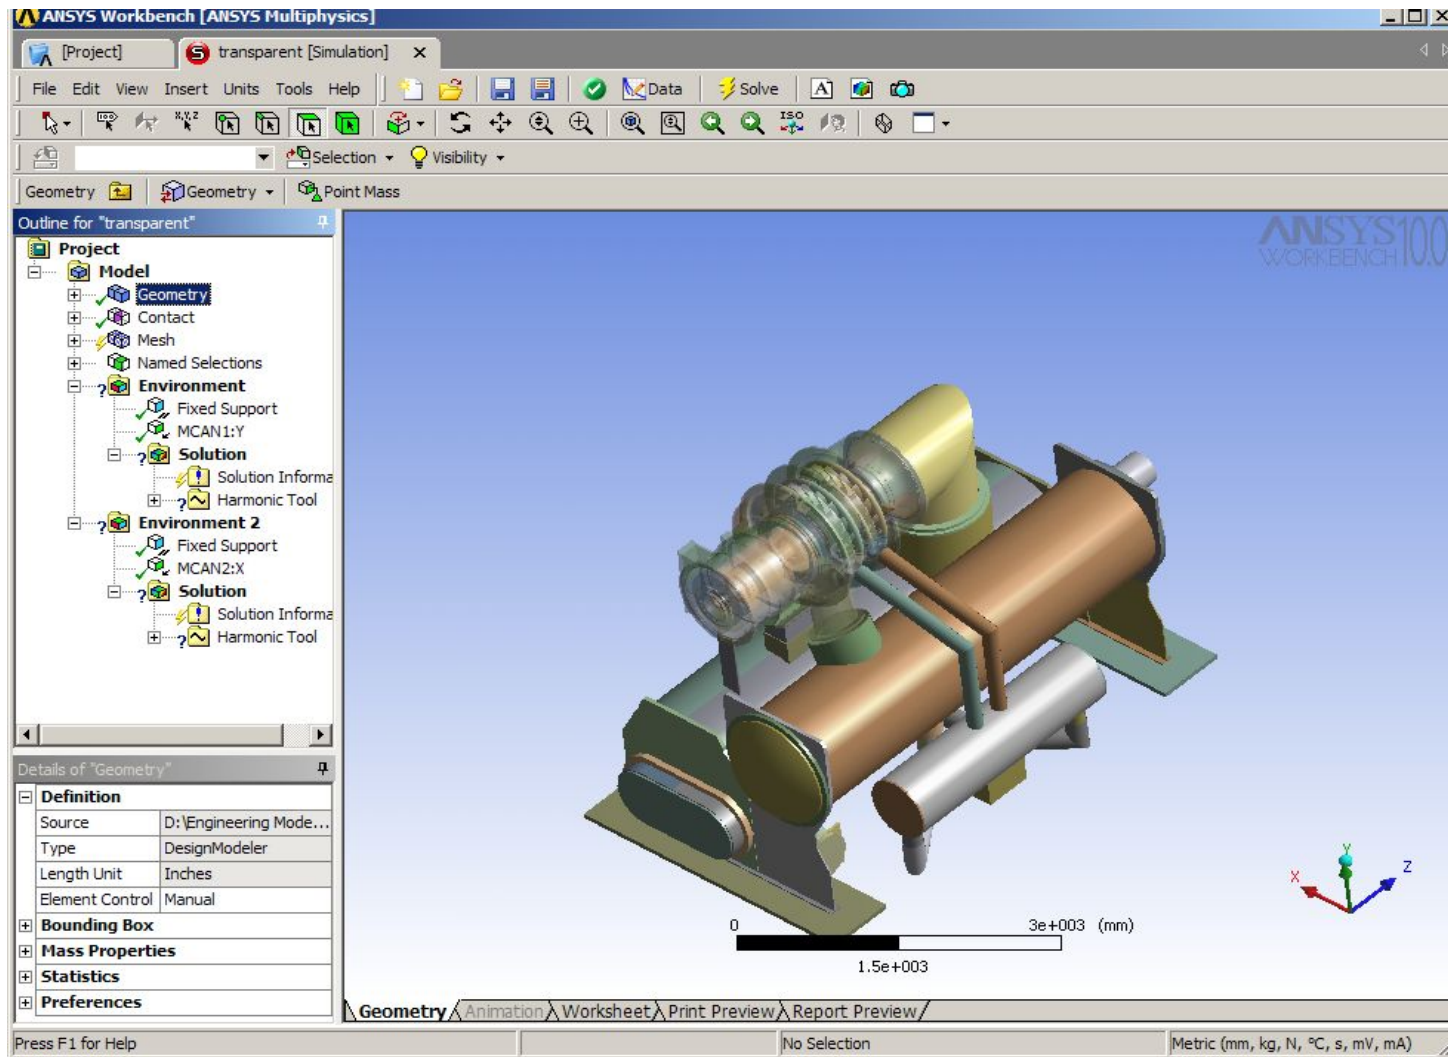 ANSYS Workbench [ANSYS Multiphysics]
[Project] transparent [Simulation]
File Edit View Insert Units Tools Help Data Solve
Selection Visibility
Geometry Geometry Point Mass
Outline for "transparent"
Project
Model
Geometry
Contact
Mesh
Named Selections
Environment
Fixed Support
MCAN1:Y
Solution
Solution Informa
Harmonic Tool
Environment 2
Fixed Support
MCAN2:X
Solution
Solution Informa
Harmonic Tool
Details of "Geometry"
Definition
Source D:\Engineering Mode...
Type DesignModeler
Length Unit Inches
Element Control Manual
Bounding Box
Mass Properties
Statistics
Preferences
ANSYS 10.0
WORKBENCH
Y
X Z
0 3e+003 (mm)
1.5e+003
Geometry Animation Worksheet Print Preview Report Preview
Press F1 for Help No Selection Metric (mm, kg, N, ºC, s, mV, mA)